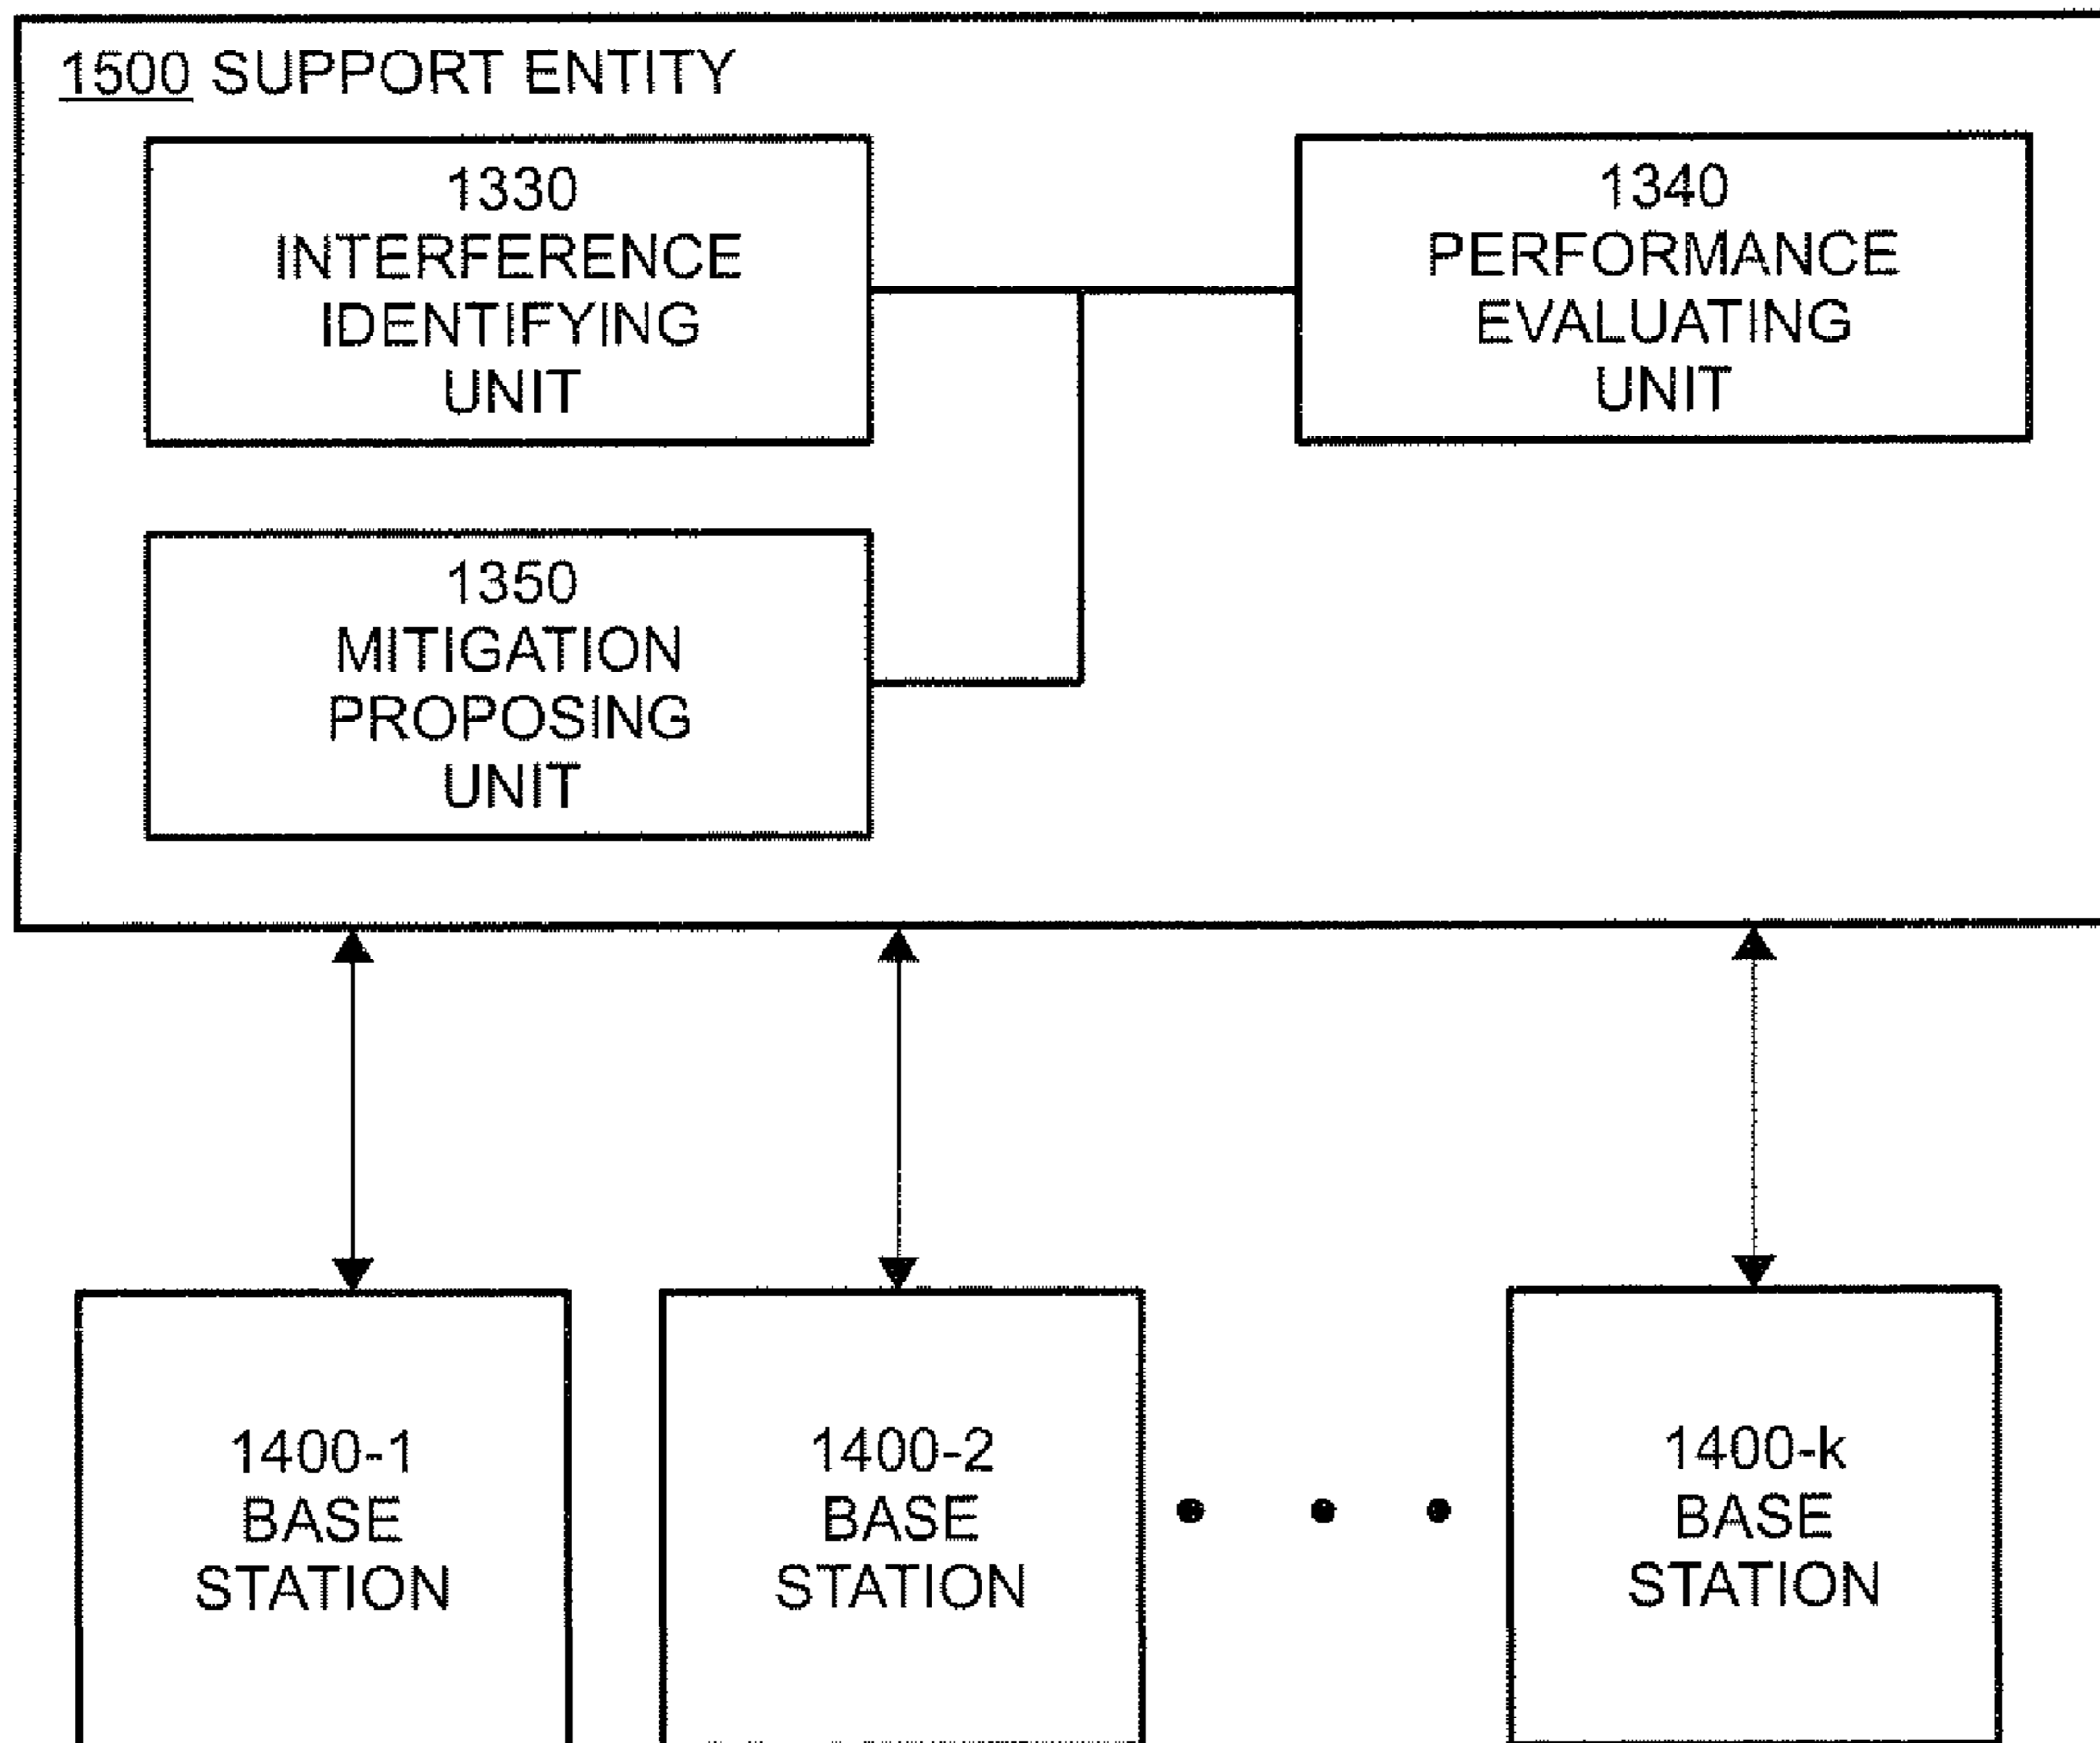 1500 SUPPORT ENTITY
1330
INTERFERENCE
IDENTIFYING
UNIT
1340
PERFORMANCE
EVALUATING
UNIT
1350
MITIGATION
PROPOSING
UNIT
1400-1
BASE
STATION
1400-2
BASE
STATION
1400-k
BASE
STATION